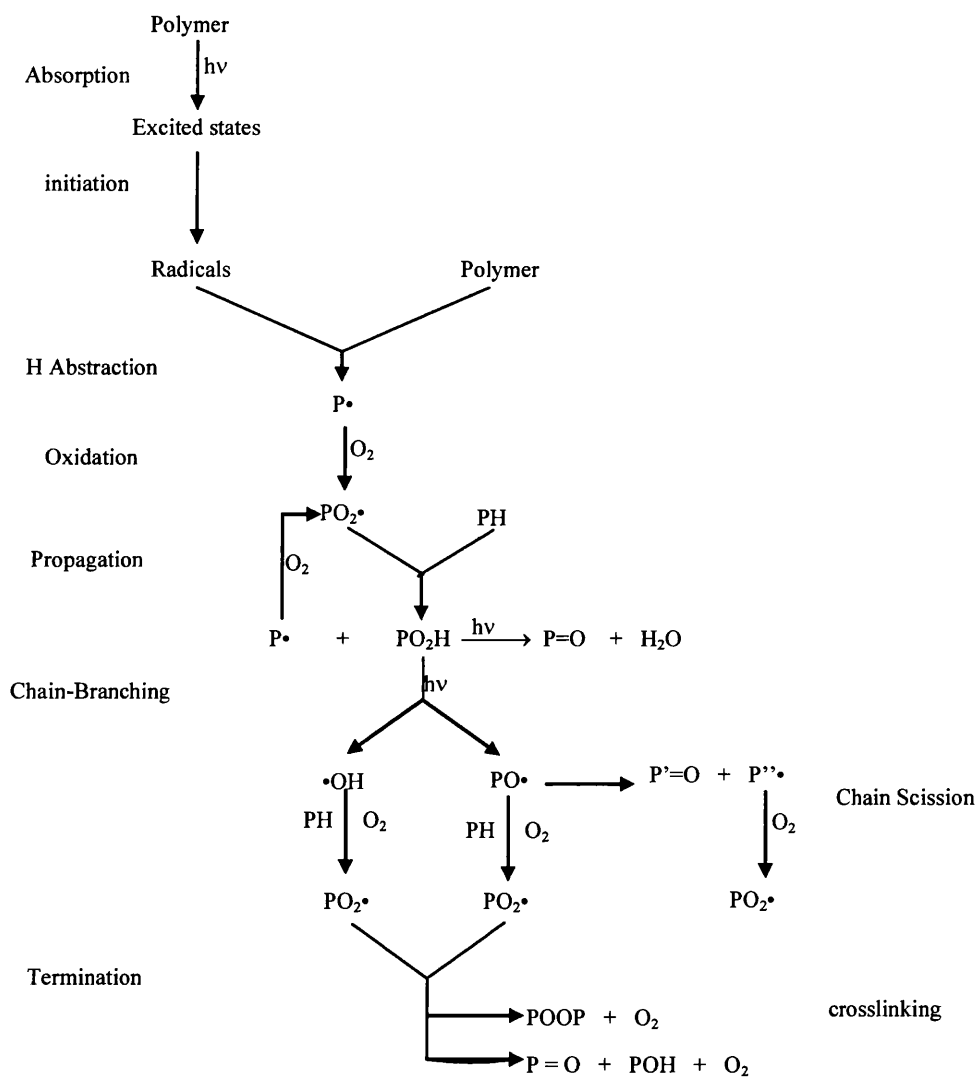 Polymer
hν
Absorption
Excited states
initiation
Radicals Polymer
H Abstraction
P•
O₂
Oxidation
PO₂• PH
Propagation
O₂
P• + PO₂H hν P=O + H₂O
Chain-Branching
hν
•OH PO• P’=O + P’’•
Chain Scission
PH O₂ PH O₂ O₂
PO₂• PO₂• PO₂•
Termination
POOP + O₂
crosslinking
P = O + POH + O₂